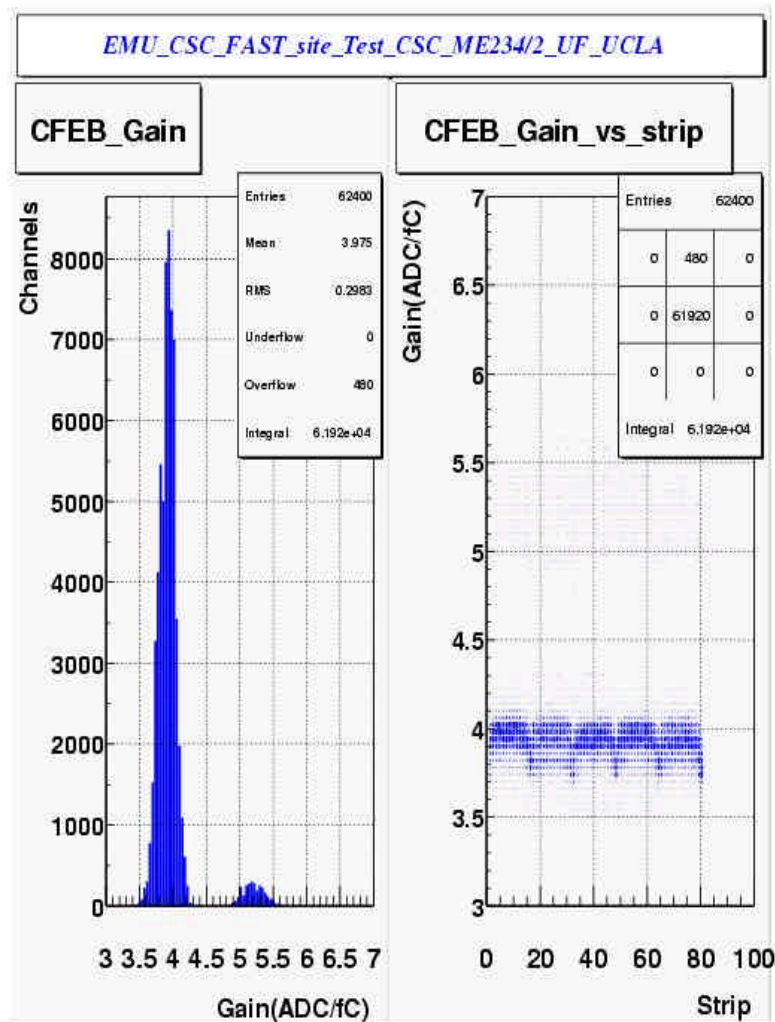 EMU_CSC_FAST_site_Test_CSC_ME234/2_UF_UCLA
CFEB_Gain
Channels
8000
7000
6000
5000
4000
3000
2000
1000
0
Entries 62400
Mean 3.975
RMS 0.2983
Underflow 0
Overflow 480
Integral 6.192e+04
3 3.5 4 4.5 5 5.5 6 6.5 7
Gain(ADC/fC)
CFEB_Gain_vs_strip
Gain(ADC/fC)
7
6.5
6
5.5
5
4.5
4
3.5
3
Entries 62400
0 480 0
0 61920 0
0 0 0
Integral 6.192e+04
0 20 40 60 80 100
Strip